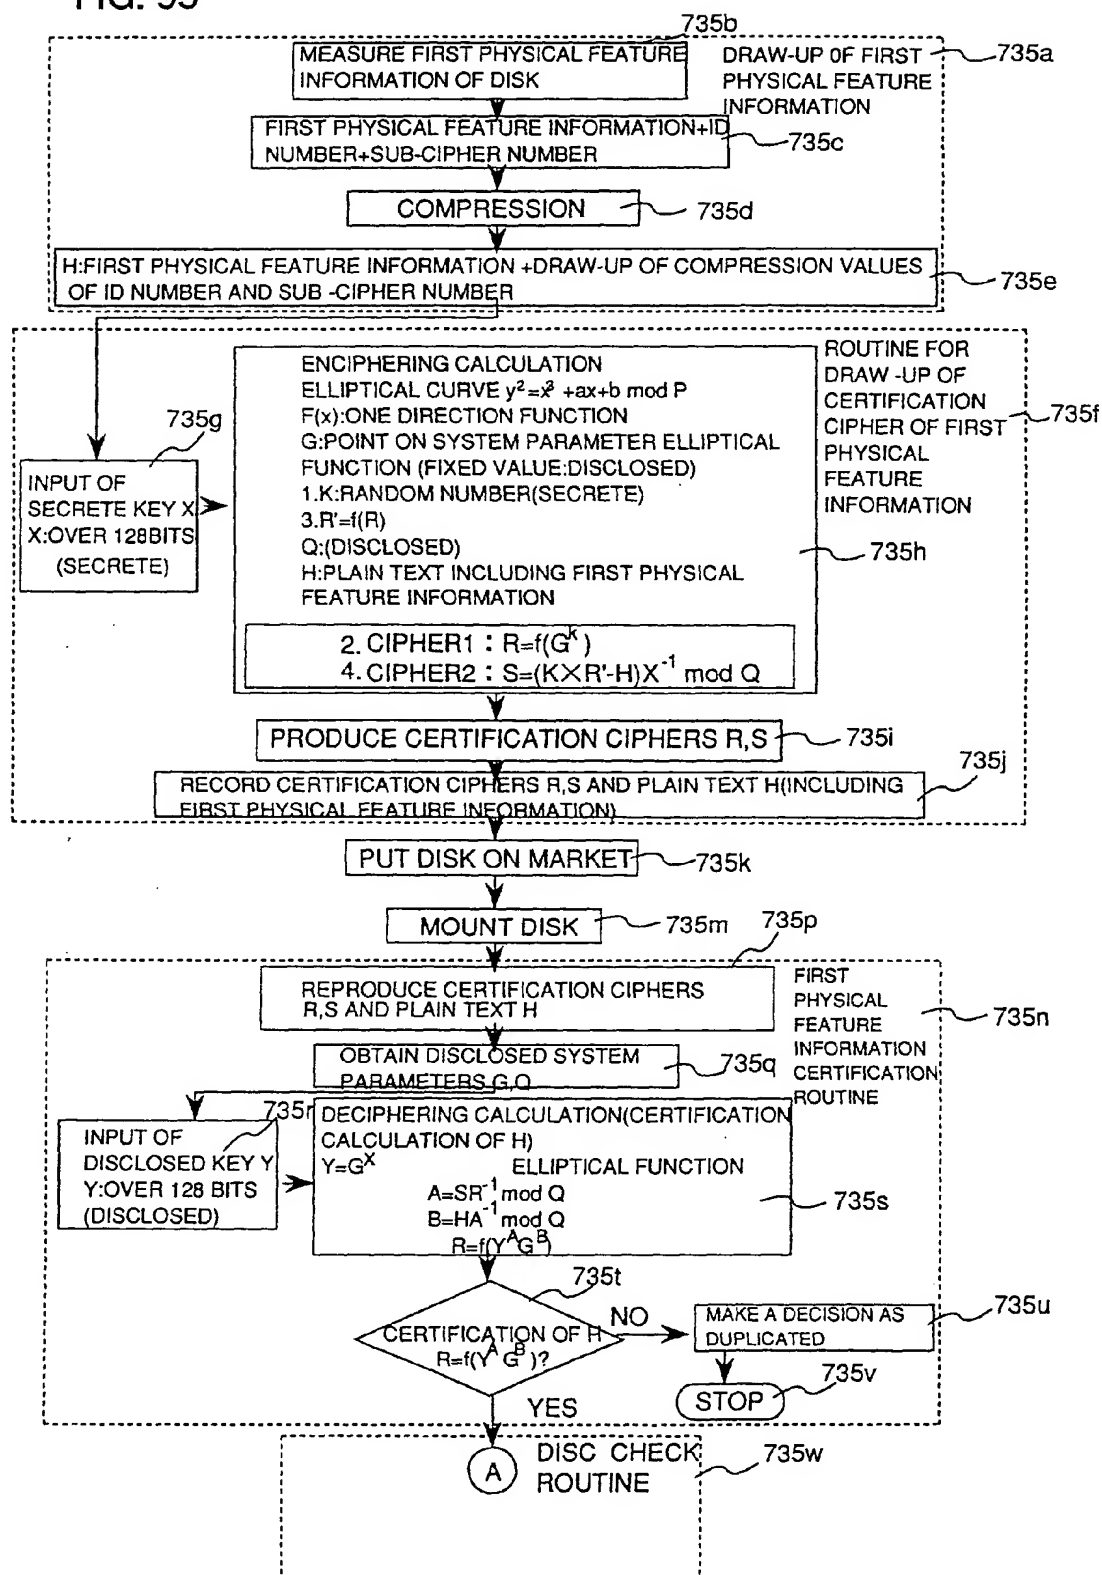 735b
MEASURE FIRST PHYSICAL FEATURE
INFORMATION OF DISK
DRAW-UP OF FIRST
PHYSICAL FEATURE
INFORMATION
735a
FIRST PHYSICAL FEATURE INFORMATION+ID
NUMBER+SUB-CIPHER NUMBER
735c
COMPRESSION
735d
H:FIRST PHYSICAL FEATURE INFORMATION +DRAW-UP OF COMPRESSION VALUES
OF ID NUMBER AND SUB -CIPHER NUMBER
735e
ROUTINE FOR
DRAW -UP OF
CERTIFICATION
CIPHER OF FIRST
PHYSICAL
FEATURE
INFORMATION
735f
735g
INPUT OF
SECRETE KEY X
X:OVER 128BITS
(SECRETE)
ENCIPHERING CALCULATION
ELLIPTICAL CURVE y²=x³ +ax+b mod P
F(x):ONE DIRECTION FUNCTION
G:POINT ON SYSTEM PARAMETER ELLIPTICAL
FUNCTION (FIXED VALUE:DISCLOSED)
1.K:RANDOM NUMBER(SECRETE)
3.R'=f(R)
Q:(DISCLOSED)
H:PLAIN TEXT INCLUDING FIRST PHYSICAL
FEATURE INFORMATION
735h
2. CIPHER1 : R=f(G^k)
4. CIPHER2 : S=(K×R'-H)X⁻¹ mod Q
PRODUCE CERTIFICATION CIPHERS R,S
735i
735j
RECORD CERTIFICATION CIPHERS R,S AND PLAIN TEXT H(INCLUDING
FIRST PHYSICAL FEATURE INFORMATION)
PUT DISK ON MARKET
735k
MOUNT DISK
735m
735p
REPRODUCE CERTIFICATION CIPHERS
R,S AND PLAIN TEXT H
FIRST
PHYSICAL
FEATURE
INFORMATION
CERTIFICATION
ROUTINE
735n
OBTAIN DISCLOSED SYSTEM
PARAMETERS G,Q
735q
735r
INPUT OF
DISCLOSED KEY Y
Y:OVER 128 BITS
(DISCLOSED)
DECIPHERING CALCULATION(CERTIFICATION
CALCULATION OF H)
Y=G^X ELLIPTICAL FUNCTION
A=SR⁻¹ mod Q
B=HA⁻¹ mod Q
R=f(Y^A G^B)
735s
735t
CERTIFICATION OF H
R=f(Y^A G^B)?
NO
MAKE A DECISION AS
DUPLICATED
735u
STOP
735v
YES
A
DISC CHECK
ROUTINE
735w